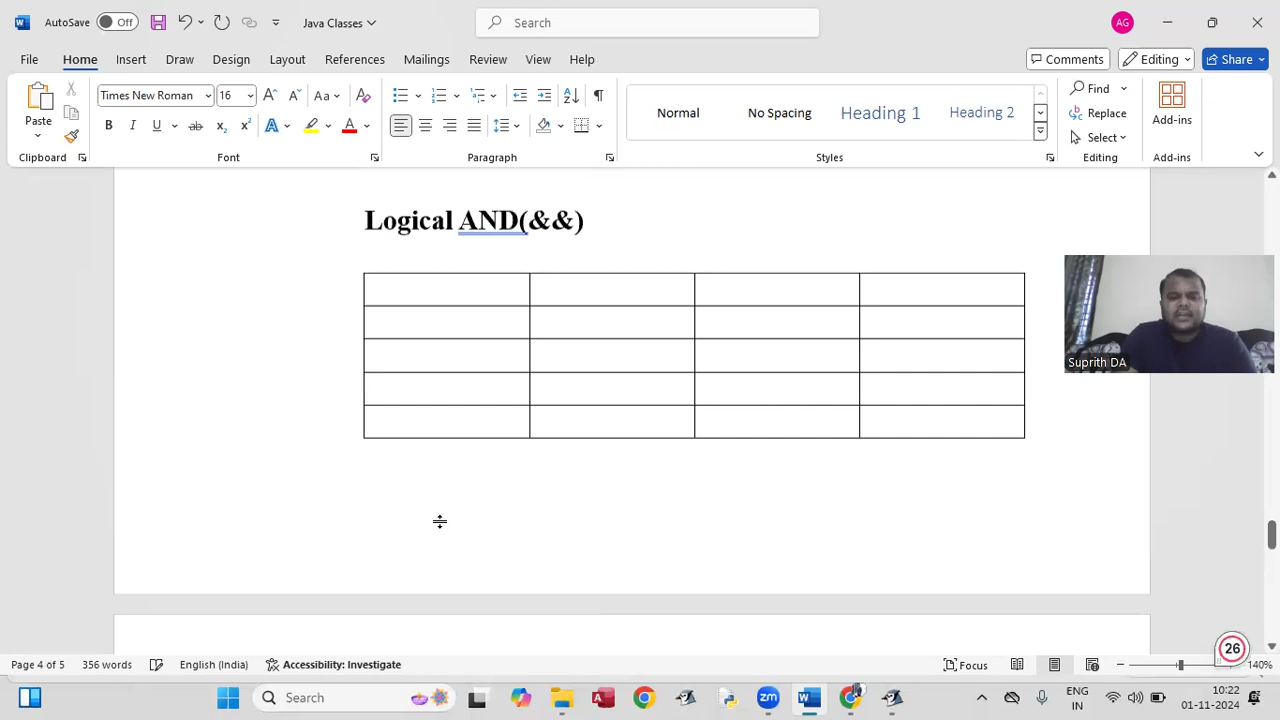 AutoSave Off Java Classes Search AG
File Home Insert Draw Design Layout References Mailings Review View Help Comments Editing Share
Paste Times New Roman 16 Aa Normal No Spacing Heading 1 Heading 2 Find Replace Select Add-ins
Clipboard Font Paragraph Styles Editing Add-ins
Logical AND(&&)
Suprith DA
26
Page 4 of 5 356 words English (India) Accessibility: Investigate Focus 140%
Search ENG IN 10:22 01-11-2024